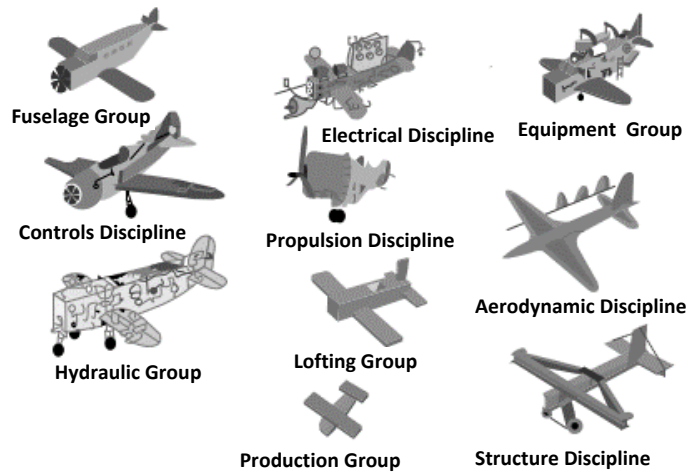 Fuselage Group
Electrical Discipline
Equipment Group
Controls Discipline
Propulsion Discipline
Aerodynamic Discipline
Hydraulic Group
Lofting Group
Production Group
Structure Discipline